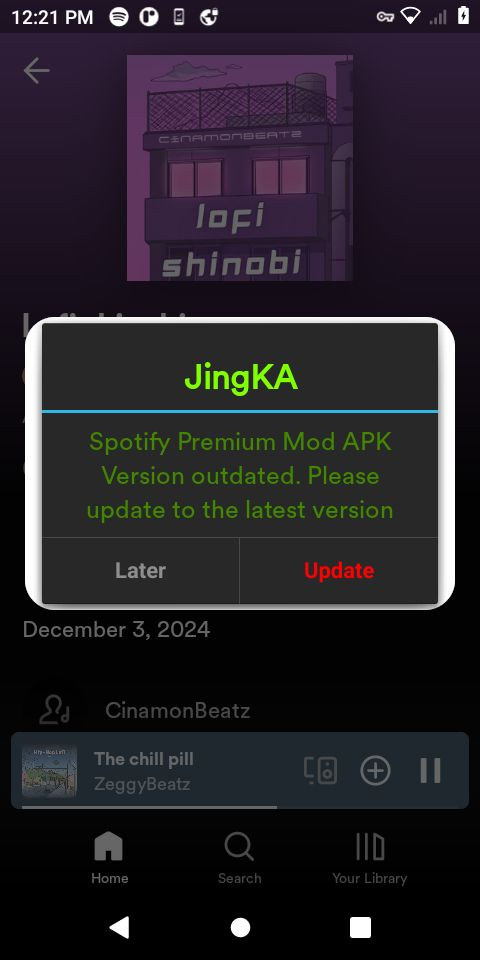 12:21 PM
CINAMONBEATZ
lofi
shinobi
JingKA
Spotify Premium Mod APK
Version outdated. Please
update to the latest version
Later
Update
December 3, 2024
CinamonBeatz
The chill pill
ZeggyBeatz
Home
Search
Your Library